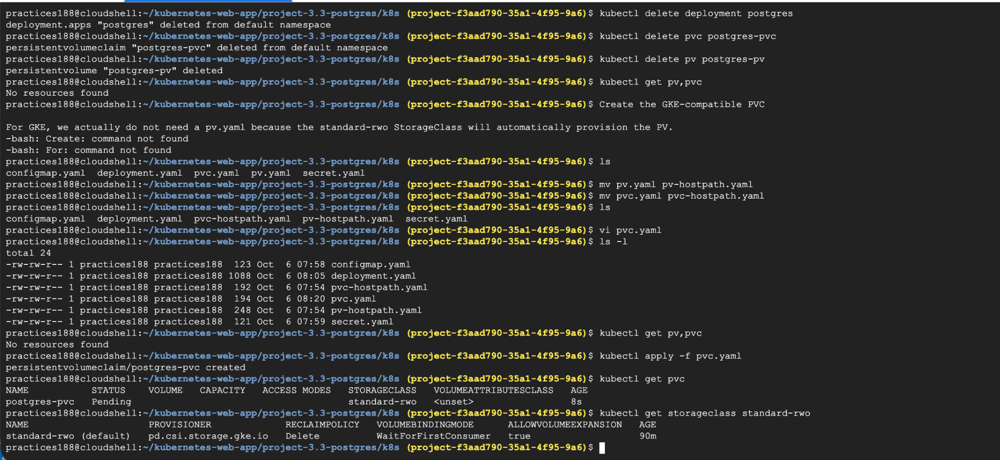 practices188@cloudshell:~/kubernetes-web-app/project-3.3-postgres/k8s (project-f3aad790-35a1-4f95-9a6)$ kubectl delete deployment postgres
deployment.apps "postgres" deleted from default namespace
practices188@cloudshell:~/kubernetes-web-app/project-3.3-postgres/k8s (project-f3aad790-35a1-4f95-9a6)$ kubectl delete pvc postgres-pvc
persistentvolumeclaim "postgres-pvc" deleted from default namespace
practices188@cloudshell:~/kubernetes-web-app/project-3.3-postgres/k8s (project-f3aad790-35a1-4f95-9a6)$ kubectl delete pv postgres-pv
persistentvolume "postgres-pv" deleted
practices188@cloudshell:~/kubernetes-web-app/project-3.3-postgres/k8s (project-f3aad790-35a1-4f95-9a6)$ kubectl get pv,pvc
No resources found
practices188@cloudshell:~/kubernetes-web-app/project-3.3-postgres/k8s (project-f3aad790-35a1-4f95-9a6)$ Create the GKE-compatible PVC
For GKE, we actually do not need a pv.yaml because the standard-rwo StorageClass will automatically provision the PV.
-bash: Create: command not found
-bash: For: command not found
practices188@cloudshell:~/kubernetes-web-app/project-3.3-postgres/k8s (project-f3aad790-35a1-4f95-9a6)$ ls
configmap.yaml  deployment.yaml  pvc.yaml  pv.yaml  secret.yaml
practices188@cloudshell:~/kubernetes-web-app/project-3.3-postgres/k8s (project-f3aad790-35a1-4f95-9a6)$ mv pv.yaml pv-hostpath.yaml
practices188@cloudshell:~/kubernetes-web-app/project-3.3-postgres/k8s (project-f3aad790-35a1-4f95-9a6)$ mv pvc.yaml pvc-hostpath.yaml
practices188@cloudshell:~/kubernetes-web-app/project-3.3-postgres/k8s (project-f3aad790-35a1-4f95-9a6)$ ls
configmap.yaml  deployment.yaml  pvc-hostpath.yaml  pv-hostpath.yaml  secret.yaml
practices188@cloudshell:~/kubernetes-web-app/project-3.3-postgres/k8s (project-f3aad790-35a1-4f95-9a6)$ vi pvc.yaml
practices188@cloudshell:~/kubernetes-web-app/project-3.3-postgres/k8s (project-f3aad790-35a1-4f95-9a6)$ ls -l
total 24
-rw-rw-r-- 1 practices188 practices188  123 Oct  6 07:58 configmap.yaml
-rw-rw-r-- 1 practices188 practices188 1088 Oct  6 08:05 deployment.yaml
-rw-rw-r-- 1 practices188 practices188  192 Oct  6 07:54 pvc-hostpath.yaml
-rw-rw-r-- 1 practices188 practices188  194 Oct  6 08:20 pvc.yaml
-rw-rw-r-- 1 practices188 practices188  248 Oct  6 07:54 pv-hostpath.yaml
-rw-rw-r-- 1 practices188 practices188  121 Oct  6 07:59 secret.yaml
practices188@cloudshell:~/kubernetes-web-app/project-3.3-postgres/k8s (project-f3aad790-35a1-4f95-9a6)$ kubectl get pv,pvc
No resources found
practices188@cloudshell:~/kubernetes-web-app/project-3.3-postgres/k8s (project-f3aad790-35a1-4f95-9a6)$ kubectl apply -f pvc.yaml
persistentvolumeclaim/postgres-pvc created
practices188@cloudshell:~/kubernetes-web-app/project-3.3-postgres/k8s (project-f3aad790-35a1-4f95-9a6)$ kubectl get pvc
NAME           STATUS    VOLUME   CAPACITY   ACCESS MODES   STORAGECLASS   VOLUMEATTRIBUTESCLASS   AGE
postgres-pvc   Pending                                      standard-rwo   <unset>                 8s
practices188@cloudshell:~/kubernetes-web-app/project-3.3-postgres/k8s (project-f3aad790-35a1-4f95-9a6)$ kubectl get storageclass standard-rwo
NAME                     PROVISIONER             RECLAIMPOLICY   VOLUMEBINDINGMODE      ALLOWVOLUMEEXPANSION   AGE
standard-rwo (default)   pd.csi.storage.gke.io   Delete          WaitForFirstConsumer   true                   90m
practices188@cloudshell:~/kubernetes-web-app/project-3.3-postgres/k8s (project-f3aad790-35a1-4f95-9a6)$